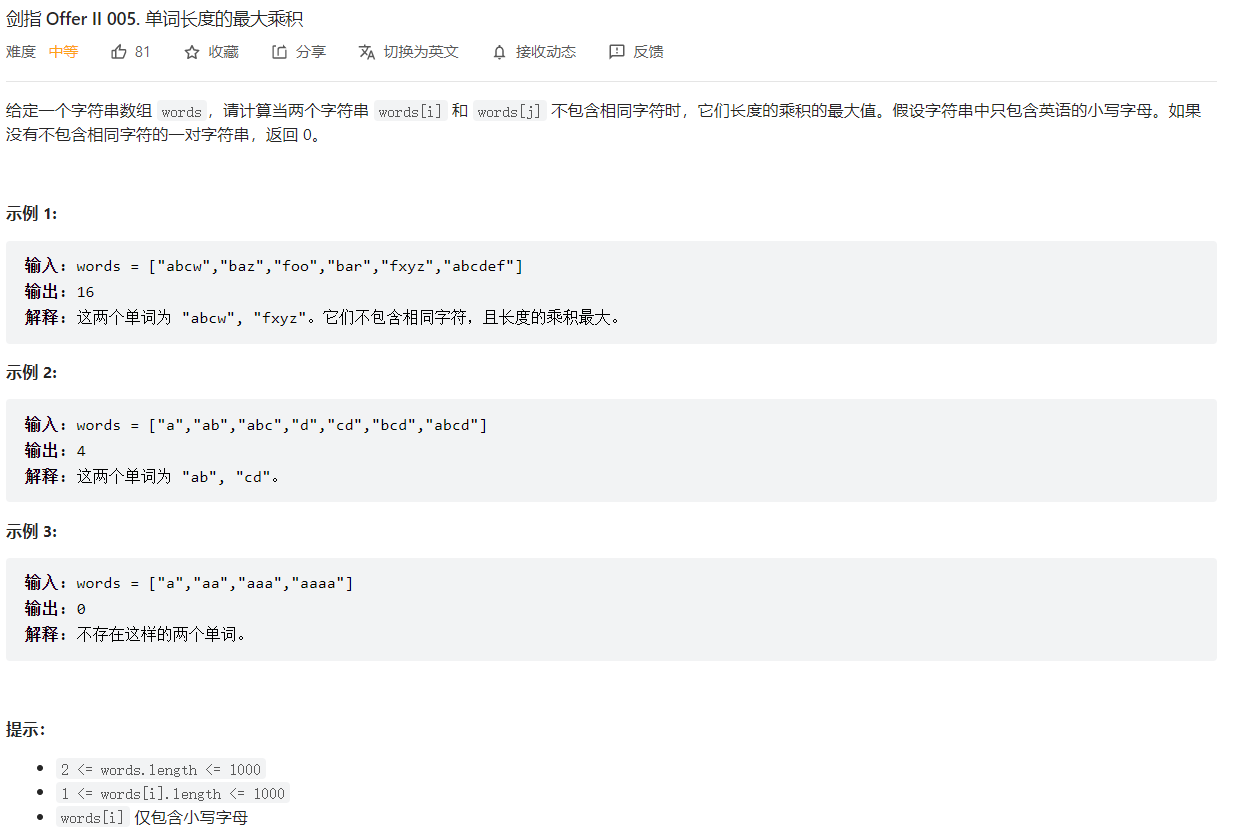 剑指 Offer II 005. 单词长度的最大乘积
难度 中等 81 收藏 分享 切换为英文 接收动态 反馈
给定一个字符串数组 words，请计算当两个字符串 words[i] 和 words[j] 不包含相同字符时，它们长度的乘积的最大值。假设字符串中只包含英语的小写字母。如果
没有不包含相同字符的一对字符串，返回 0。
示例 1:
输入: words = ["abcw","baz","foo","bar","fxyz","abcdef"]
输出: 16
解释: 这两个单词为 "abcw", "fxyz"。它们不包含相同字符，且长度的乘积最大。
示例 2:
输入: words = ["a","ab","abc","d","cd","bcd","abcd"]
输出: 4
解释: 这两个单词为 "ab", "cd"。
示例 3:
输入: words = ["a","aa","aaa","aaaa"]
输出: 0
解释: 不存在这样的两个单词。
提示：
• 2 <= words.length <= 1000
• 1 <= words[i].length <= 1000
• words[i] 仅包含小写字母